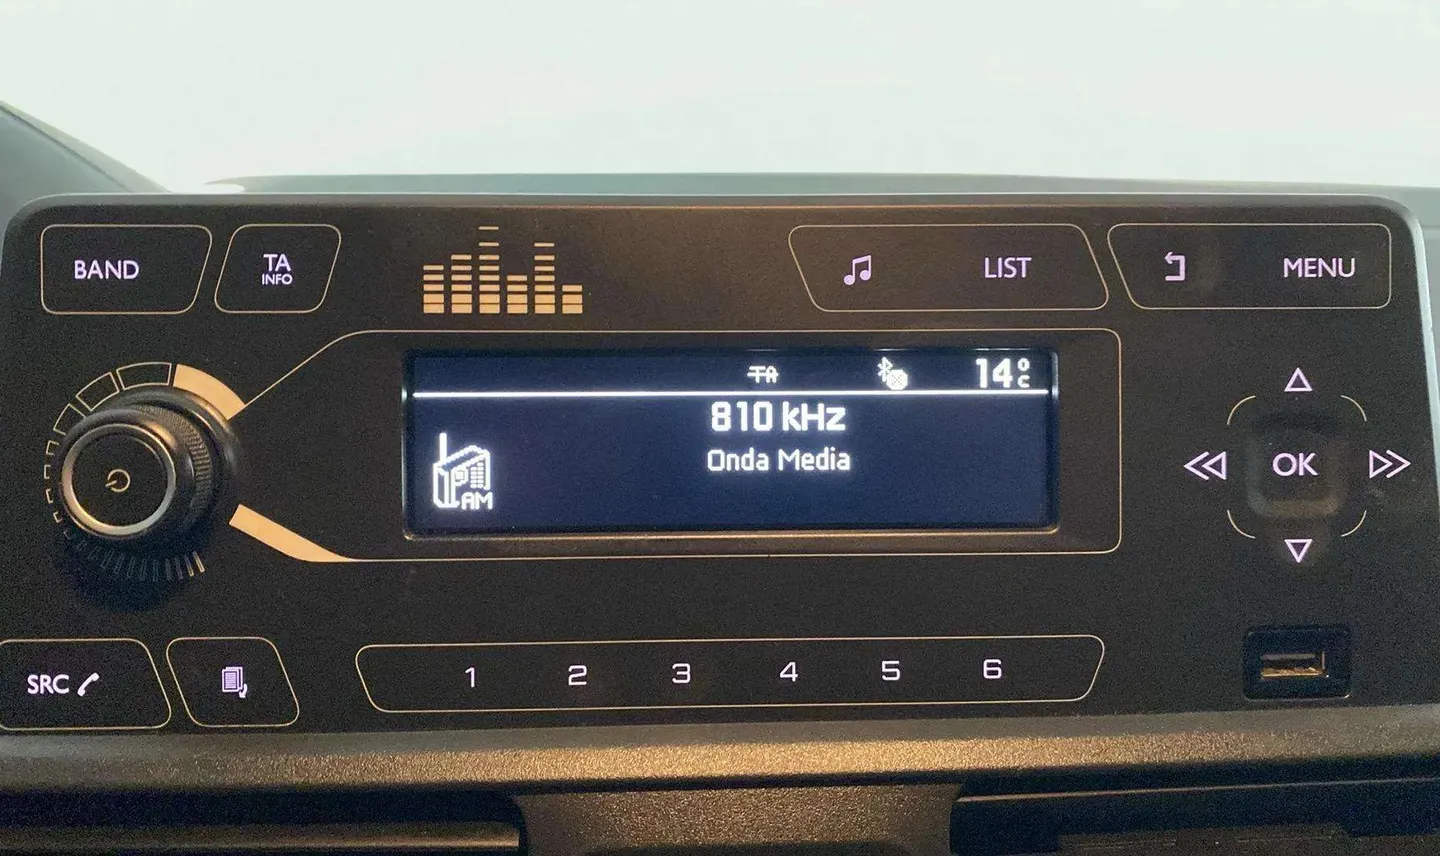 BAND
TA
INFO
LIST
MENU
TA
14°C
810 kHz
Onda Media
AM
OK
SRC
1 2 3 4 5 6